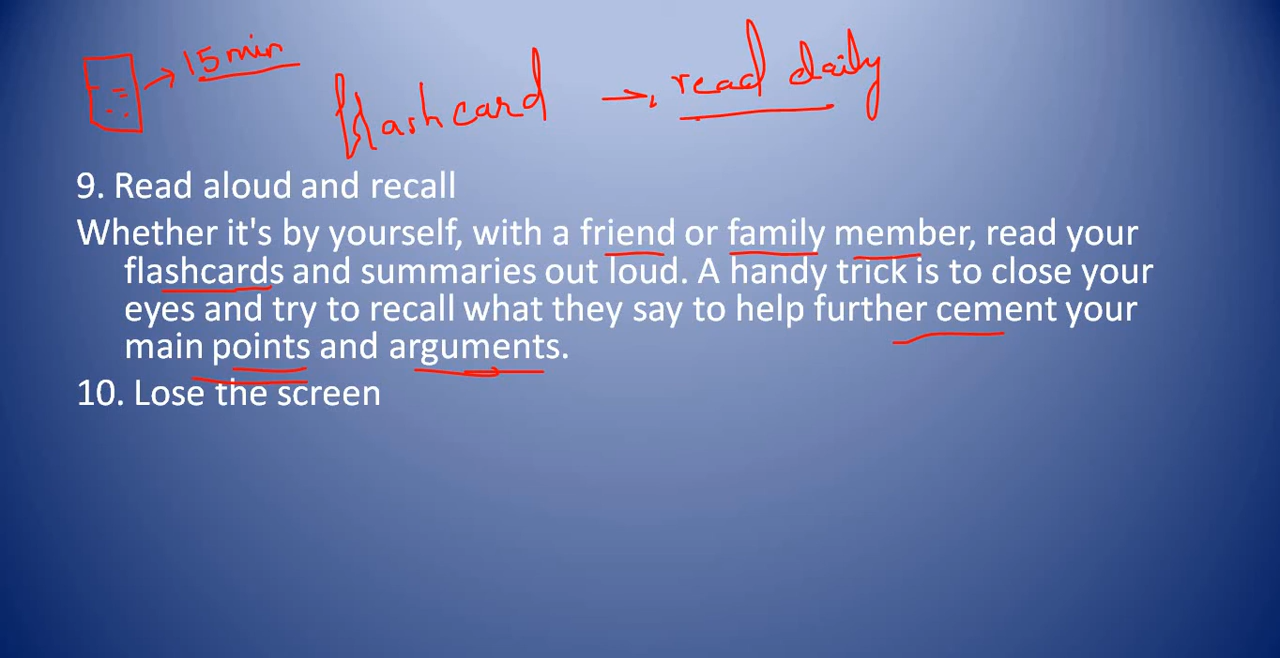 15 min
flashcard → read daily
9. Read aloud and recall
Whether it's by yourself, with a friend or family member, read your
flashcards and summaries out loud. A handy trick is to close your
eyes and try to recall what they say to help further cement your
main points and arguments.
10. Lose the screen